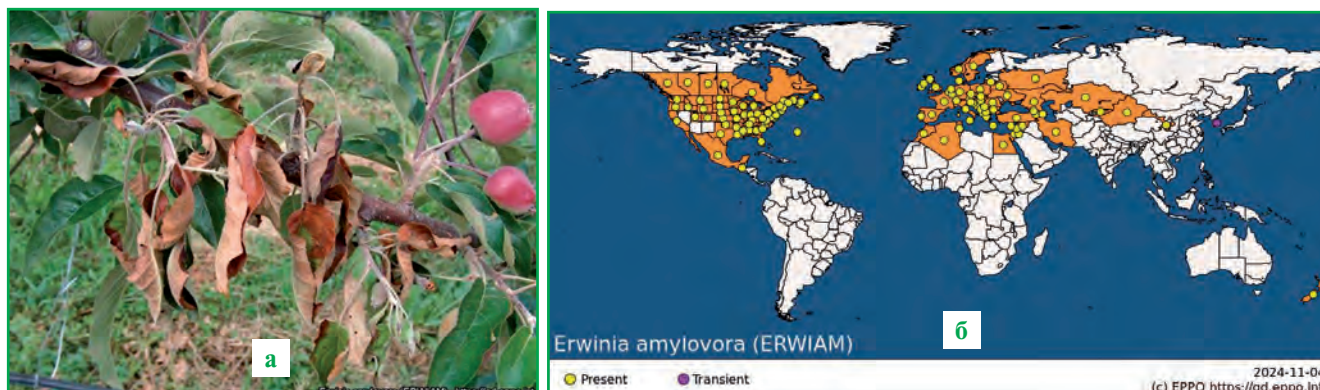 а
б
Erwinia amylovora (ERWIAM)
Present
Transient
2024-11-04
(c) EPPO https://gd.eppo.int